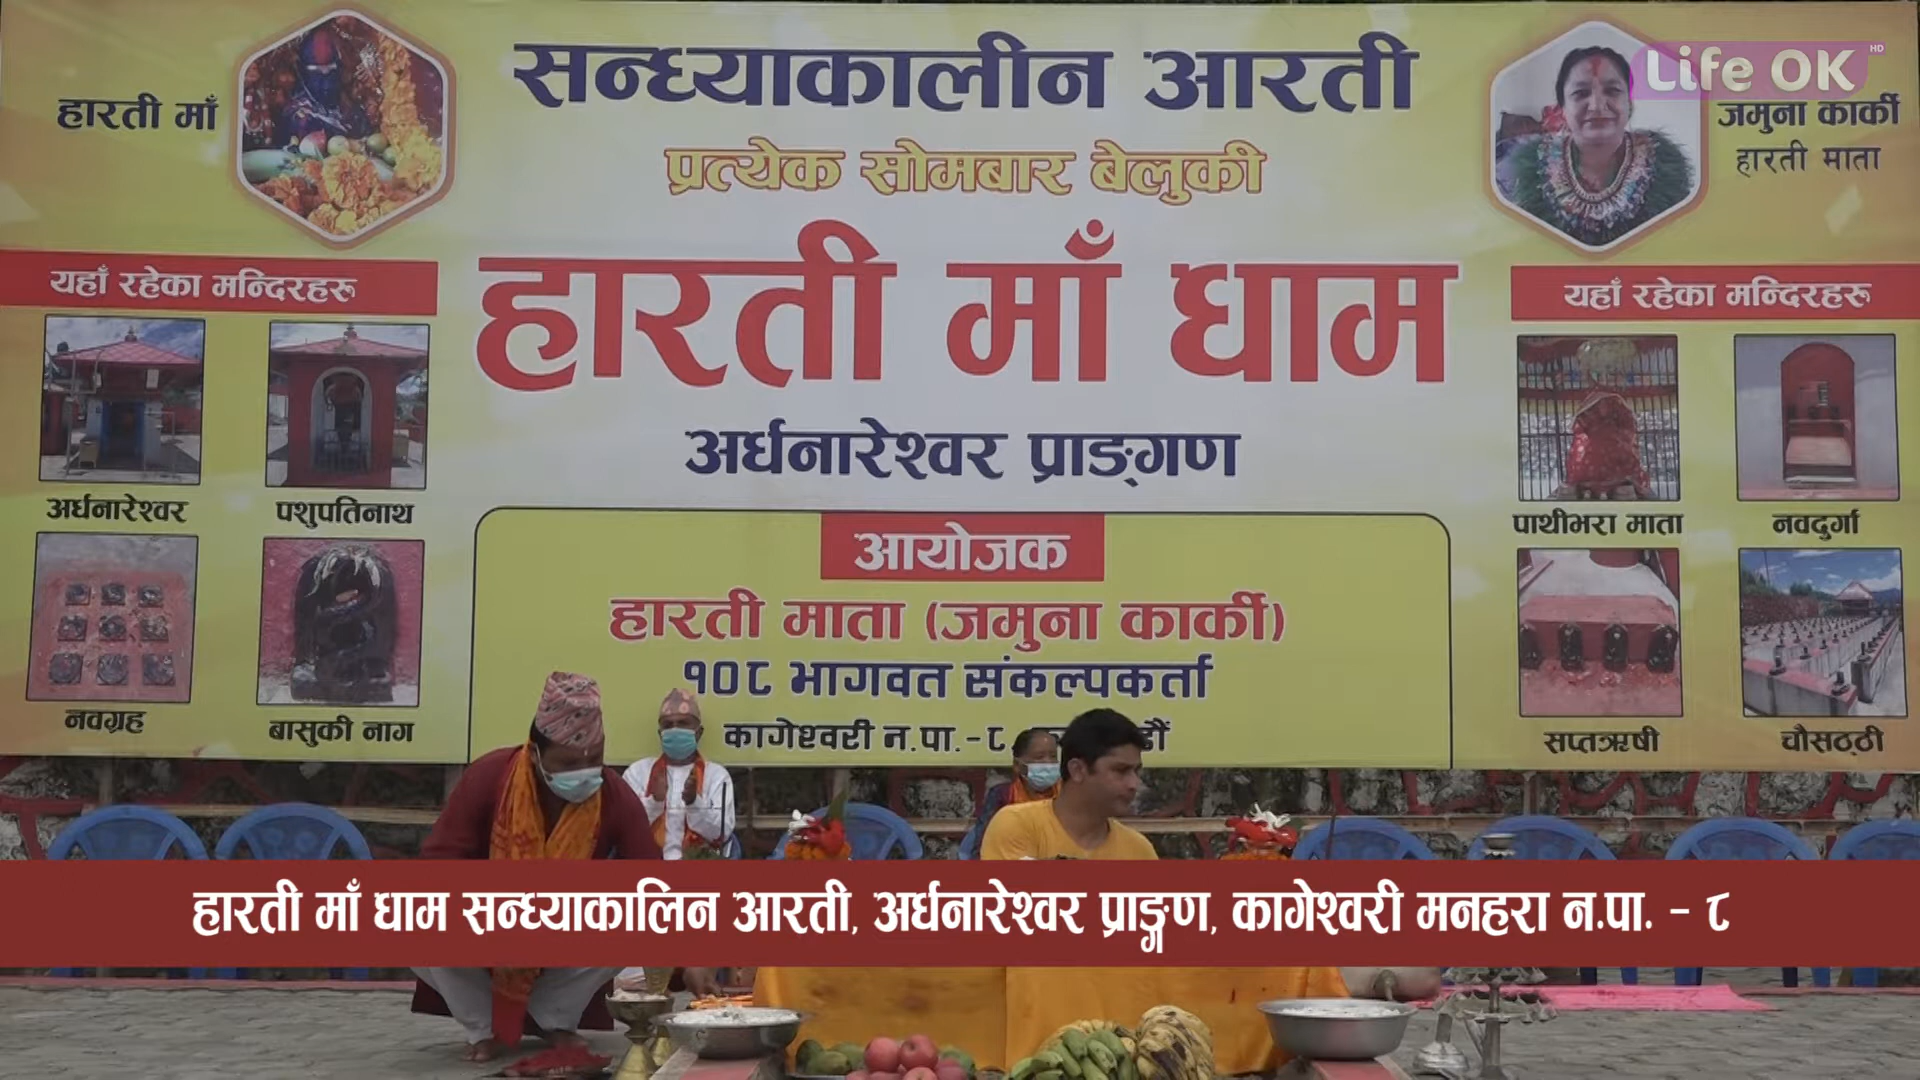 सन्ध्याकालीन आरती
प्रत्येक सोमबार बेलुकी
हारती माँ धाम
अर्धनारेश्वर प्राङ्गण
हारती माँ
Life OK HD
जमुना कार्की
हारती माता
यहाँ रहेका मन्दिरहरू
अर्धनारेश्वर
पशुपतिनाथ
नवग्रह
बासुकी नाग
यहाँ रहेका मन्दिरहरू
पाथीभरा माता
नवदुर्गा
सप्तऋषी
चौसठ्ठी
आयोजक
हारती माता (जमुना कार्की)
१०८ भागवत संकल्पकर्ता
कागेश्वरी न.पा.-८
हारती माँ धाम सन्ध्याकालिन आरती, अर्धनारेश्वर प्राङ्गण, कागेश्वरी मनहरा न.पा. - ८